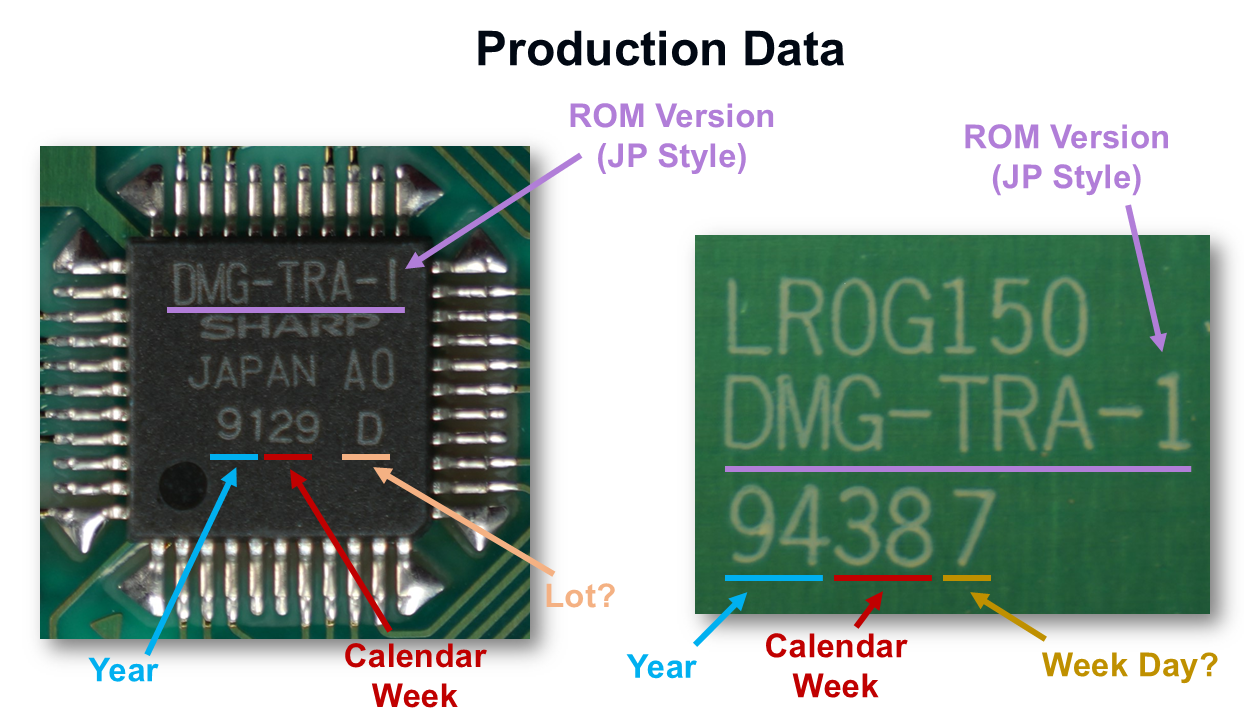 Production Data
ROM Version
(JP Style)
DMG-TRA-1
SHARP
JAPAN A0
9129 D
Year
Calendar
Week
Lot?
ROM Version
(JP Style)
LR0G150
DMG-TRA-1
94387
Year
Calendar
Week
Week Day?